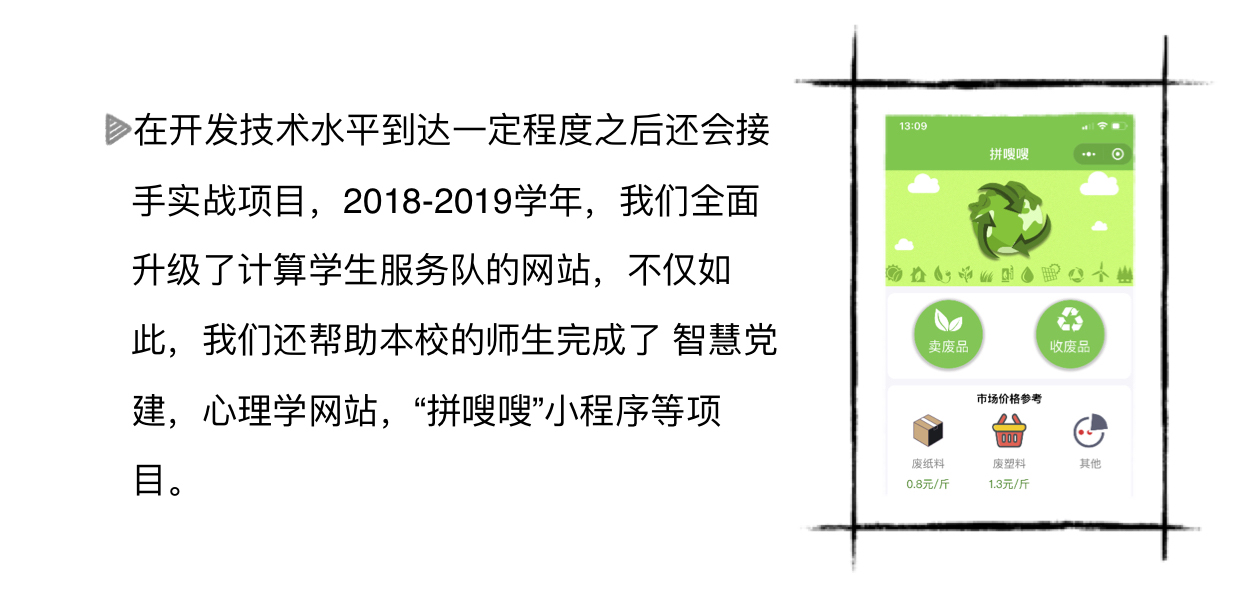 在开发技术水平到达一定程度之后还会接
手实战项目，2018-2019学年，我们全面
升级了计算学生服务队的网站，不仅如
此，我们还帮助本校的师生完成了 智慧党
建，心理学网站，“拼嗖嗖”小程序等项
目。
13:09
拼嗖嗖
卖废品 收废品
市场价格参考
废纸料 废塑料 其他
0.8元/斤 1.3元/斤